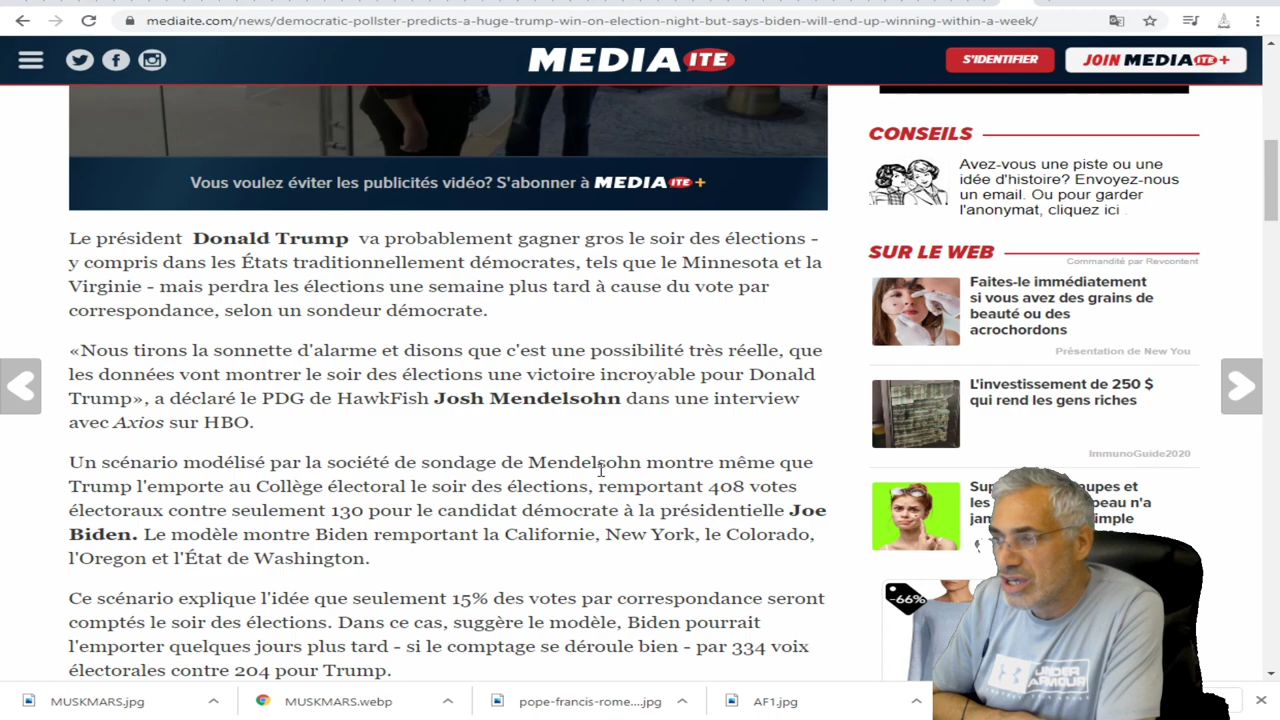 mediaite.com/news/democratic-pollster-predicts-a-huge-trump-win-on-election-night-but-says-biden-will-end-up-winning-within-a-week/
MEDIAITE
S'IDENTIFIER
JOIN MEDIAITE+
Vous voulez éviter les publicités vidéo? S'abonner à MEDIAITE+
Le président Donald Trump va probablement gagner gros le soir des élections -
y compris dans les États traditionnellement démocrates, tels que le Minnesota et la
Virginie - mais perdra les élections une semaine plus tard à cause du vote par
correspondance, selon un sondeur démocrate.
«Nous tirons la sonnette d'alarme et disons que c'est une possibilité très réelle, que
les données vont montrer le soir des élections une victoire incroyable pour Donald
Trump», a déclaré le PDG de HawkFish Josh Mendelsohn dans une interview
avec Axios sur HBO.
Un scénario modélisé par la société de sondage de Mendelsohn montre même que
Trump l'emporte au Collège électoral le soir des élections, remportant 408 votes
électoraux contre seulement 130 pour le candidat démocrate à la présidentielle Joe
Biden. Le modèle montre Biden remportant la Californie, New York, le Colorado,
l'Oregon et l'État de Washington.
Ce scénario explique l'idée que seulement 15% des votes par correspondance seront
comptés le soir des élections. Dans ce cas, suggère le modèle, Biden pourrait
l'emporter quelques jours plus tard - si le comptage se déroule bien - par 334 voix
électorales contre 204 pour Trump.
CONSEILS
Avez-vous une piste ou une
idée d'histoire? Envoyez-nous
un email. Ou pour garder
l'anonymat, cliquez ici
SUR LE WEB
Commandité par Revcontent
Faites-le immédiatement
si vous avez des grains de
beauté ou des
acrochordons
Présentation de New You
L'investissement de 250 $
qui rend les gens riches
ImmunoGuide2020
et
les
n'a
-66%
UNDER ARMOUR
MUSKMARS.jpg
MUSKMARS.webp
pope-francis-rome....jpg
AF1.jpg